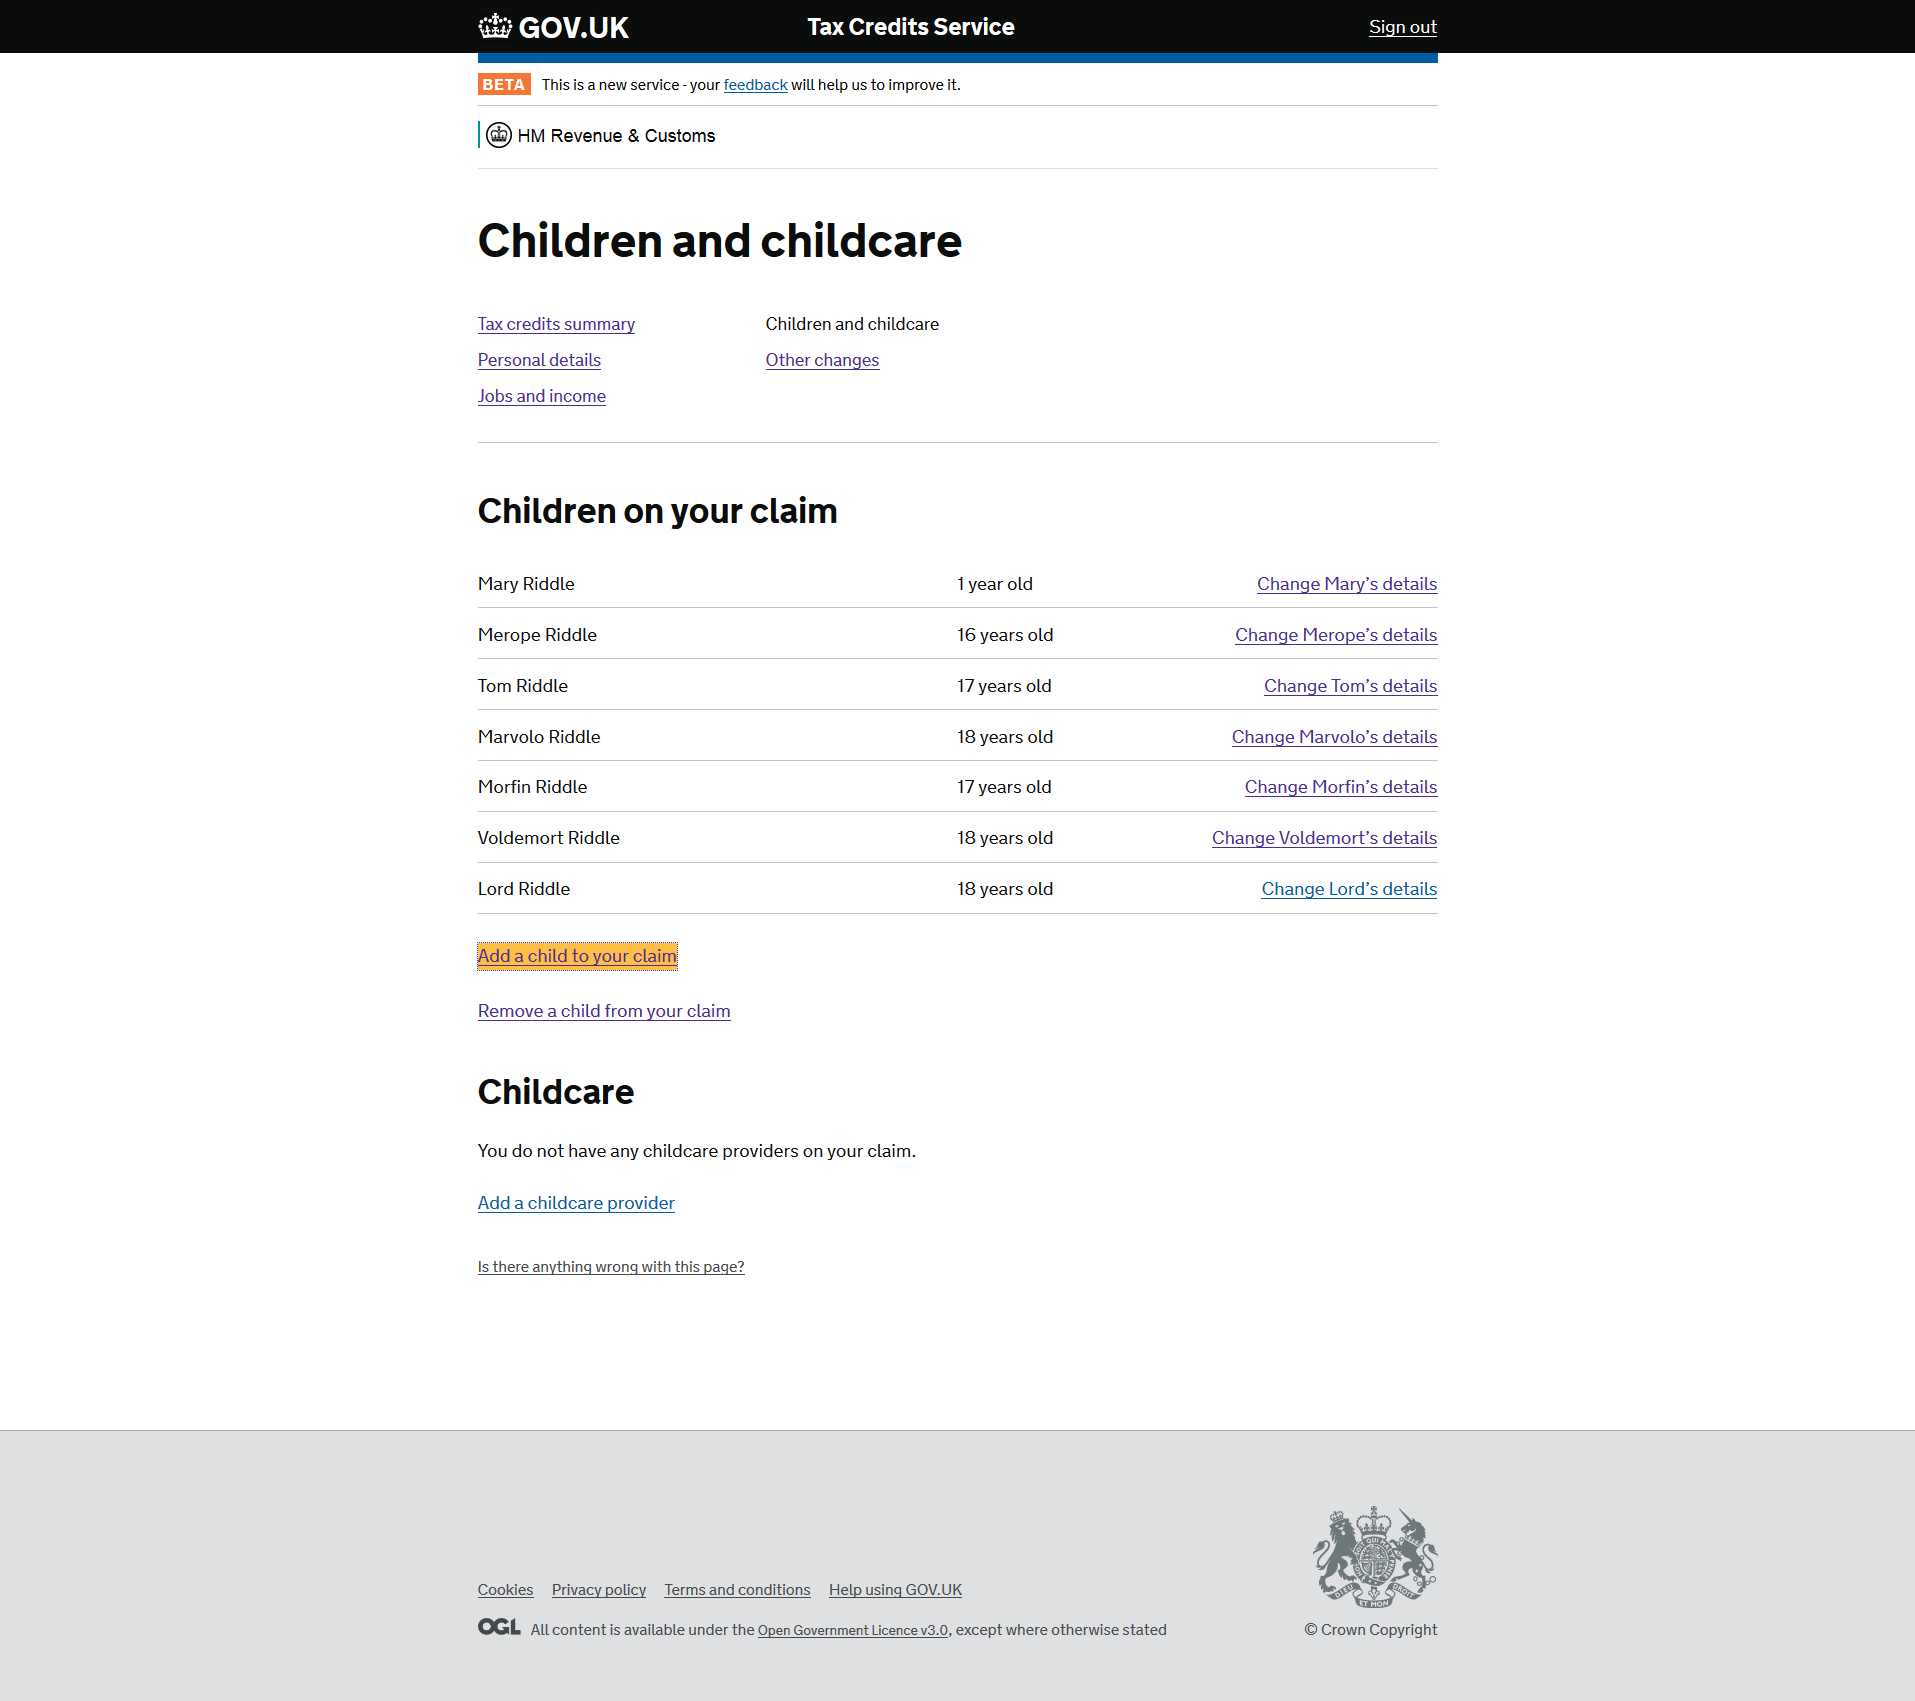 GOV.UK Tax Credits Service Sign out
BETA This is a new service - your feedback will help us to improve it.
HM Revenue & Customs
Children and childcare
Tax credits summary Children and childcare
Personal details Other changes
Jobs and income
Children on your claim
Mary Riddle 1 year old Change Mary’s details
Merope Riddle 16 years old Change Merope’s details
Tom Riddle 17 years old Change Tom’s details
Marvolo Riddle 18 years old Change Marvolo’s details
Morfin Riddle 17 years old Change Morfin’s details
Voldemort Riddle 18 years old Change Voldemort’s details
Lord Riddle 18 years old Change Lord’s details
Add a child to your claim
Remove a child from your claim
Childcare
You do not have any childcare providers on your claim.
Add a childcare provider
Is there anything wrong with this page?
Cookies Privacy policy Terms and conditions Help using GOV.UK
OGL All content is available under the Open Government Licence v3.0, except where otherwise stated
DIEU ET MON DROIT
© Crown Copyright